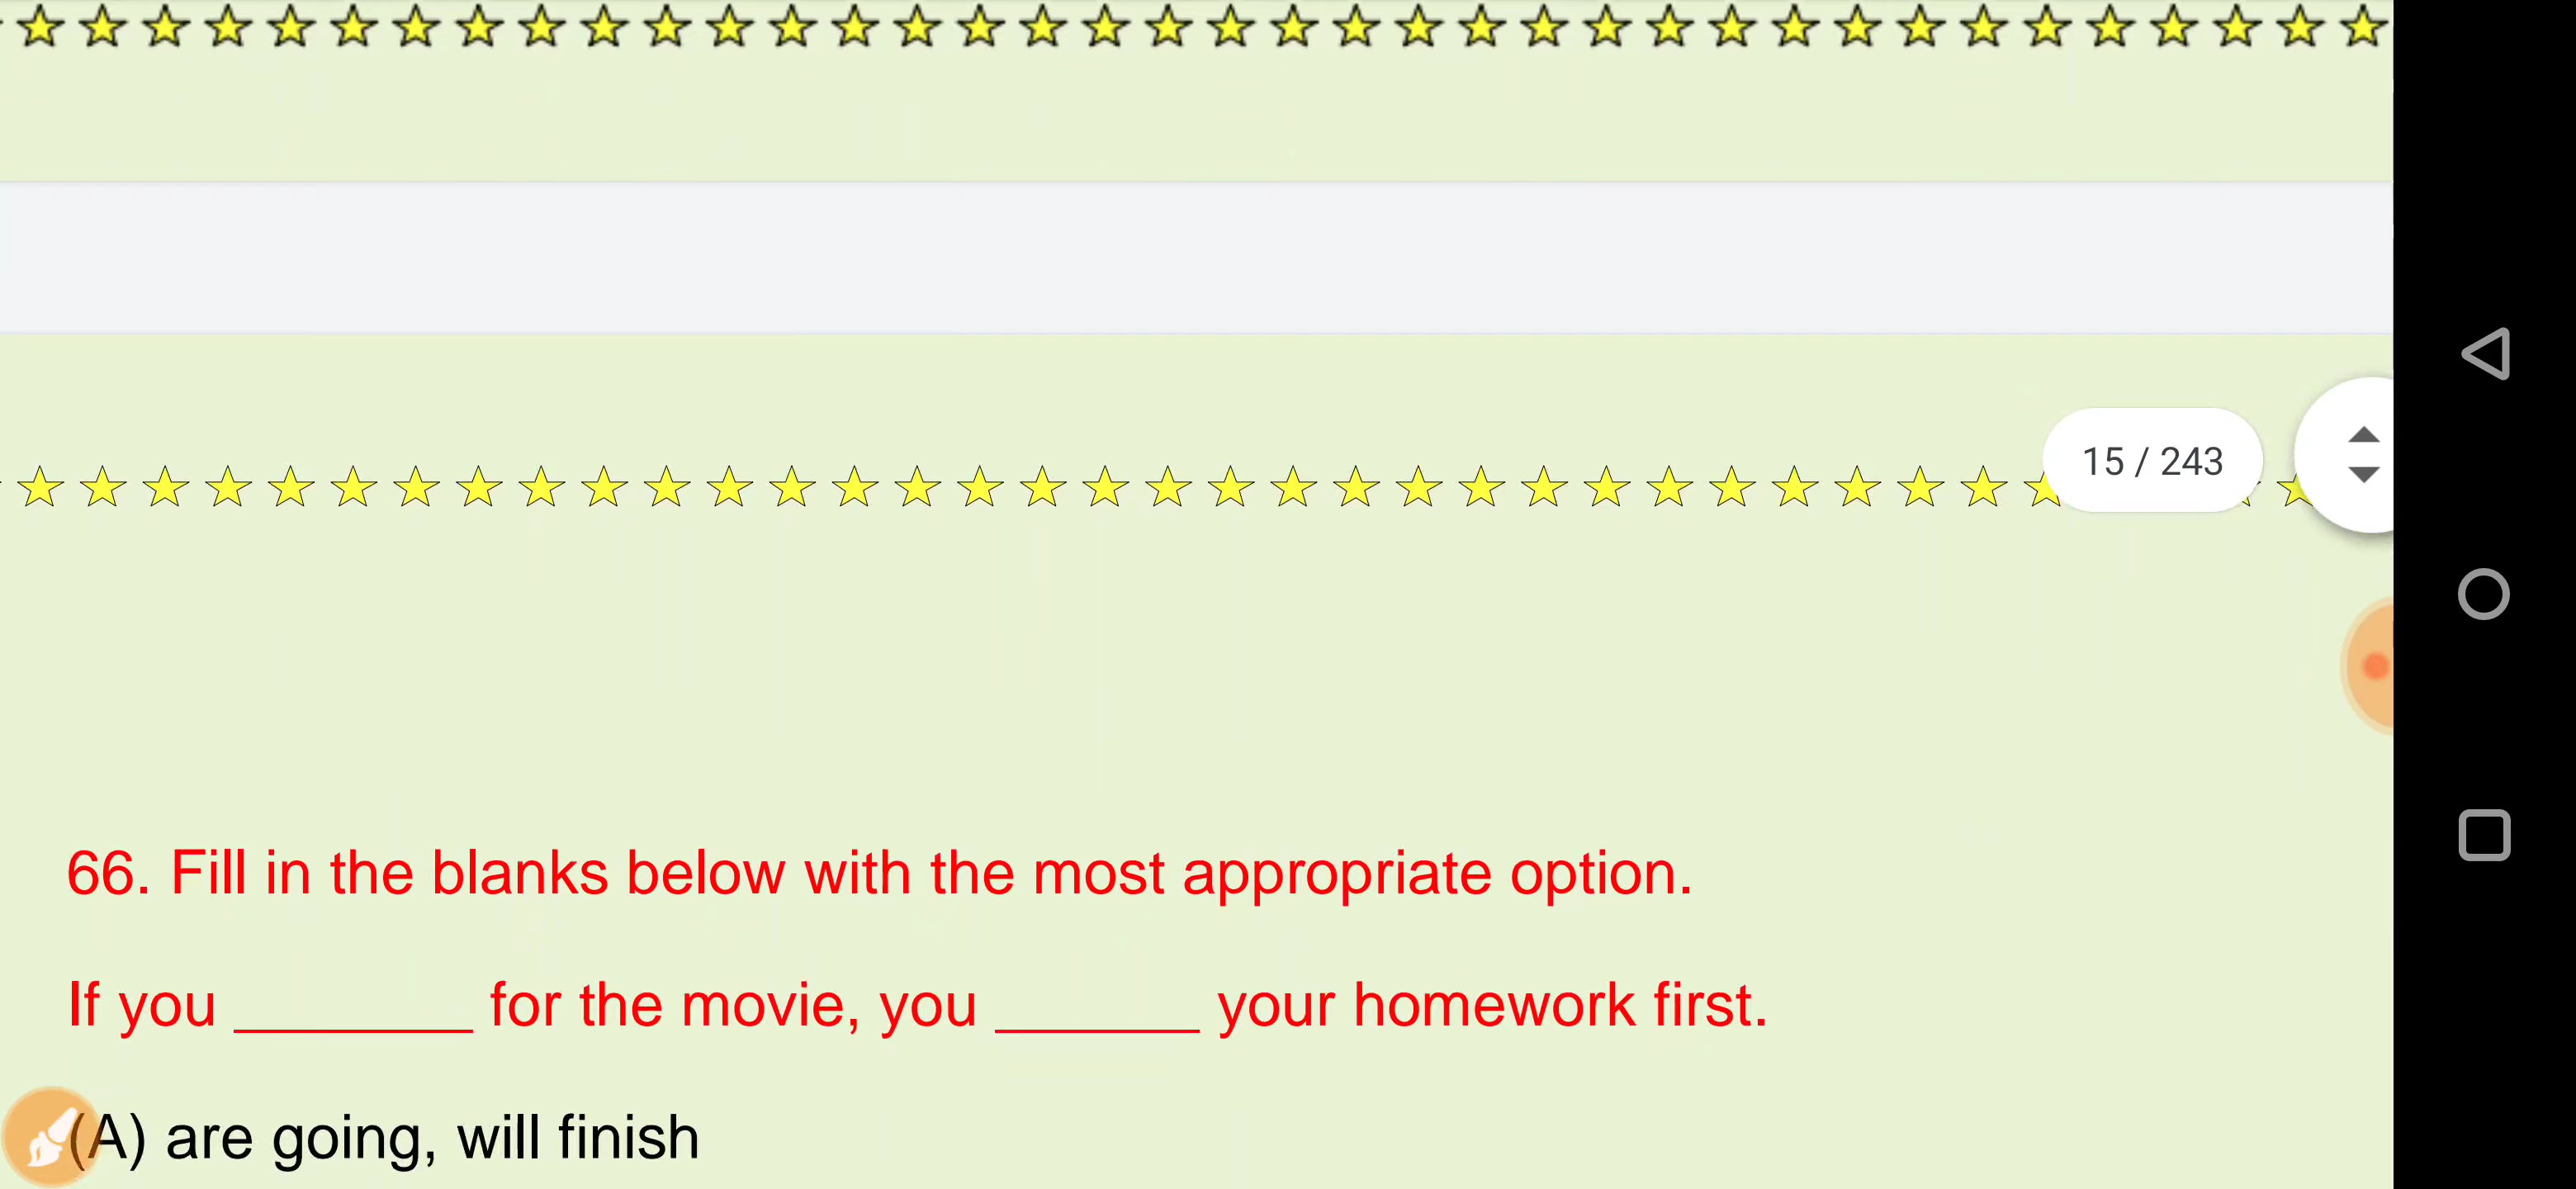 15 / 243
66. Fill in the blanks below with the most appropriate option.
If you _______ for the movie, you ______ your homework first.
(A) are going, will finish